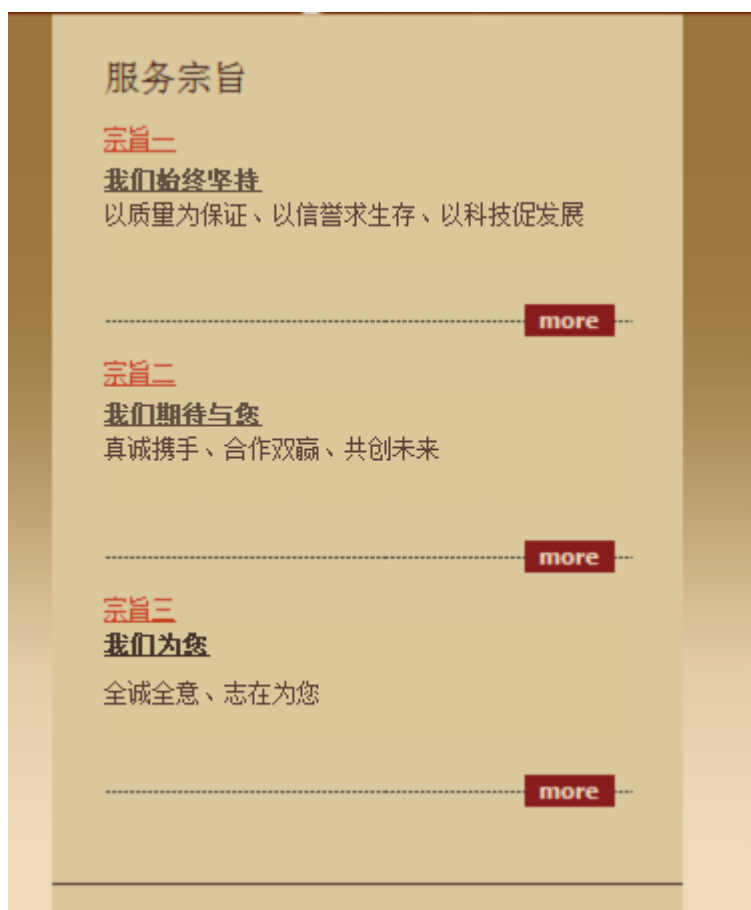 服务宗旨
宗旨一
我们始终坚持
以质量为保证、以信誉求生存、以科技促发展
more
宗旨二
我们期待与您
真诚携手、合作双赢、共创未来
more
宗旨三
我们为您
全诚全意、志在为您
more